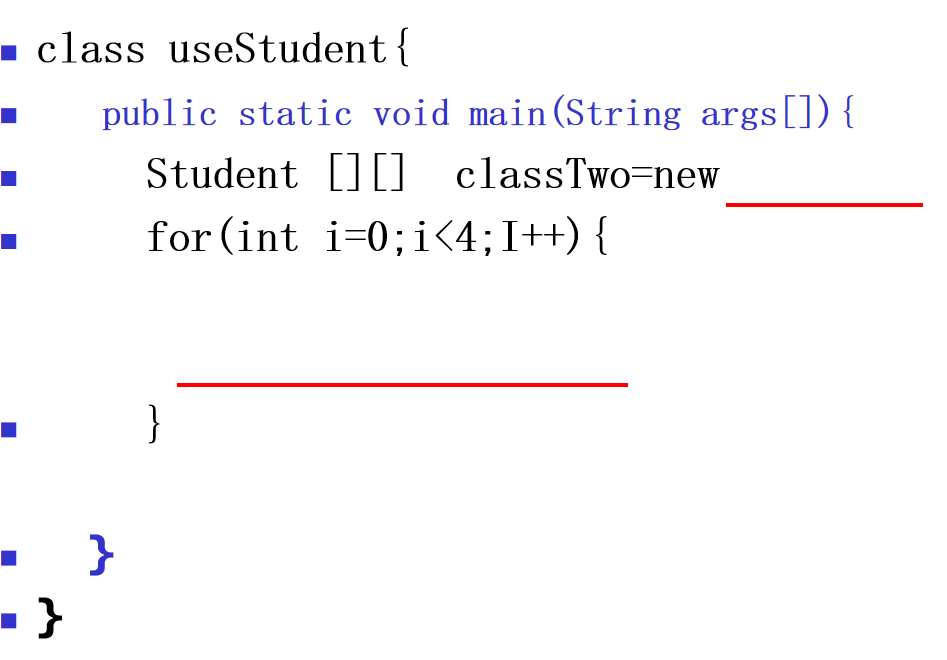 class useStudent{
public static void main(String args[]){
Student [][]  classTwo=new
for(int i=0;i<4;I++){
}
}
}